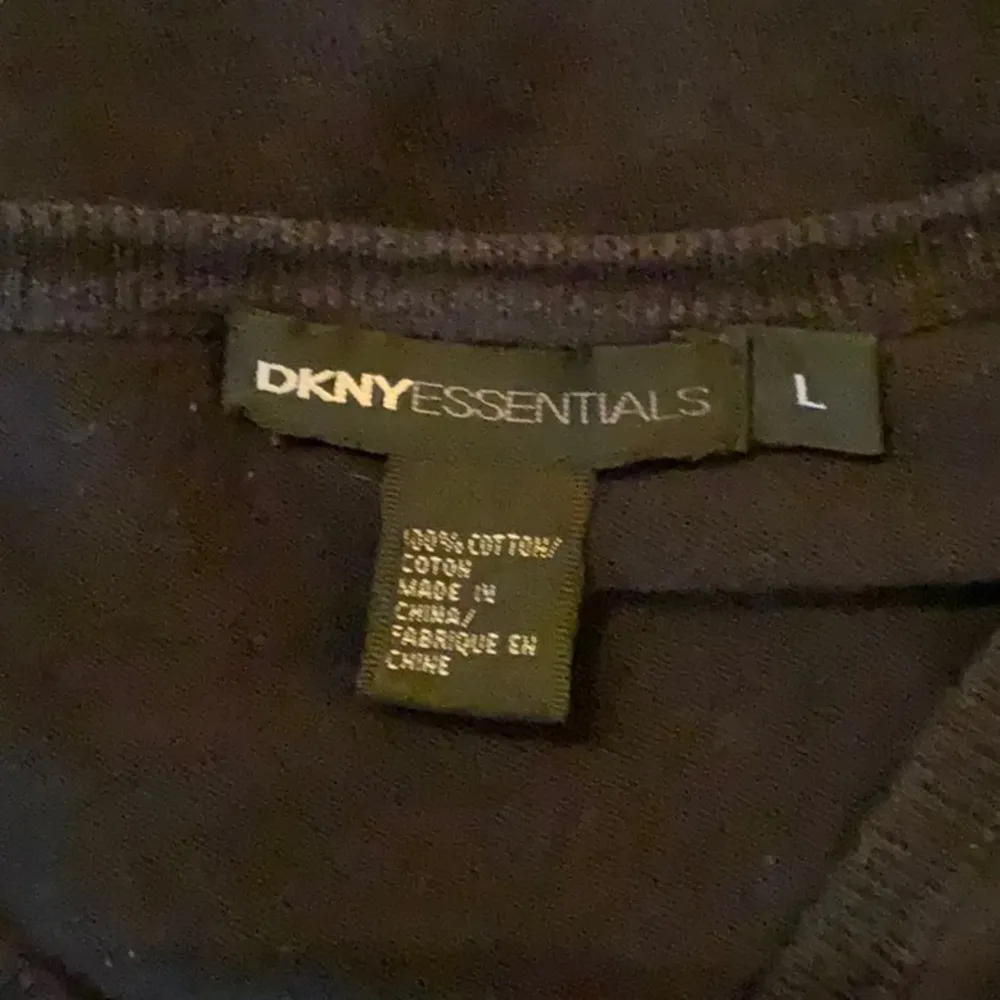 DKNYESSENTIALS L
100% COTTON/
COTON
MADE IN
CHINA/
FABRIQUE EN
CHINE